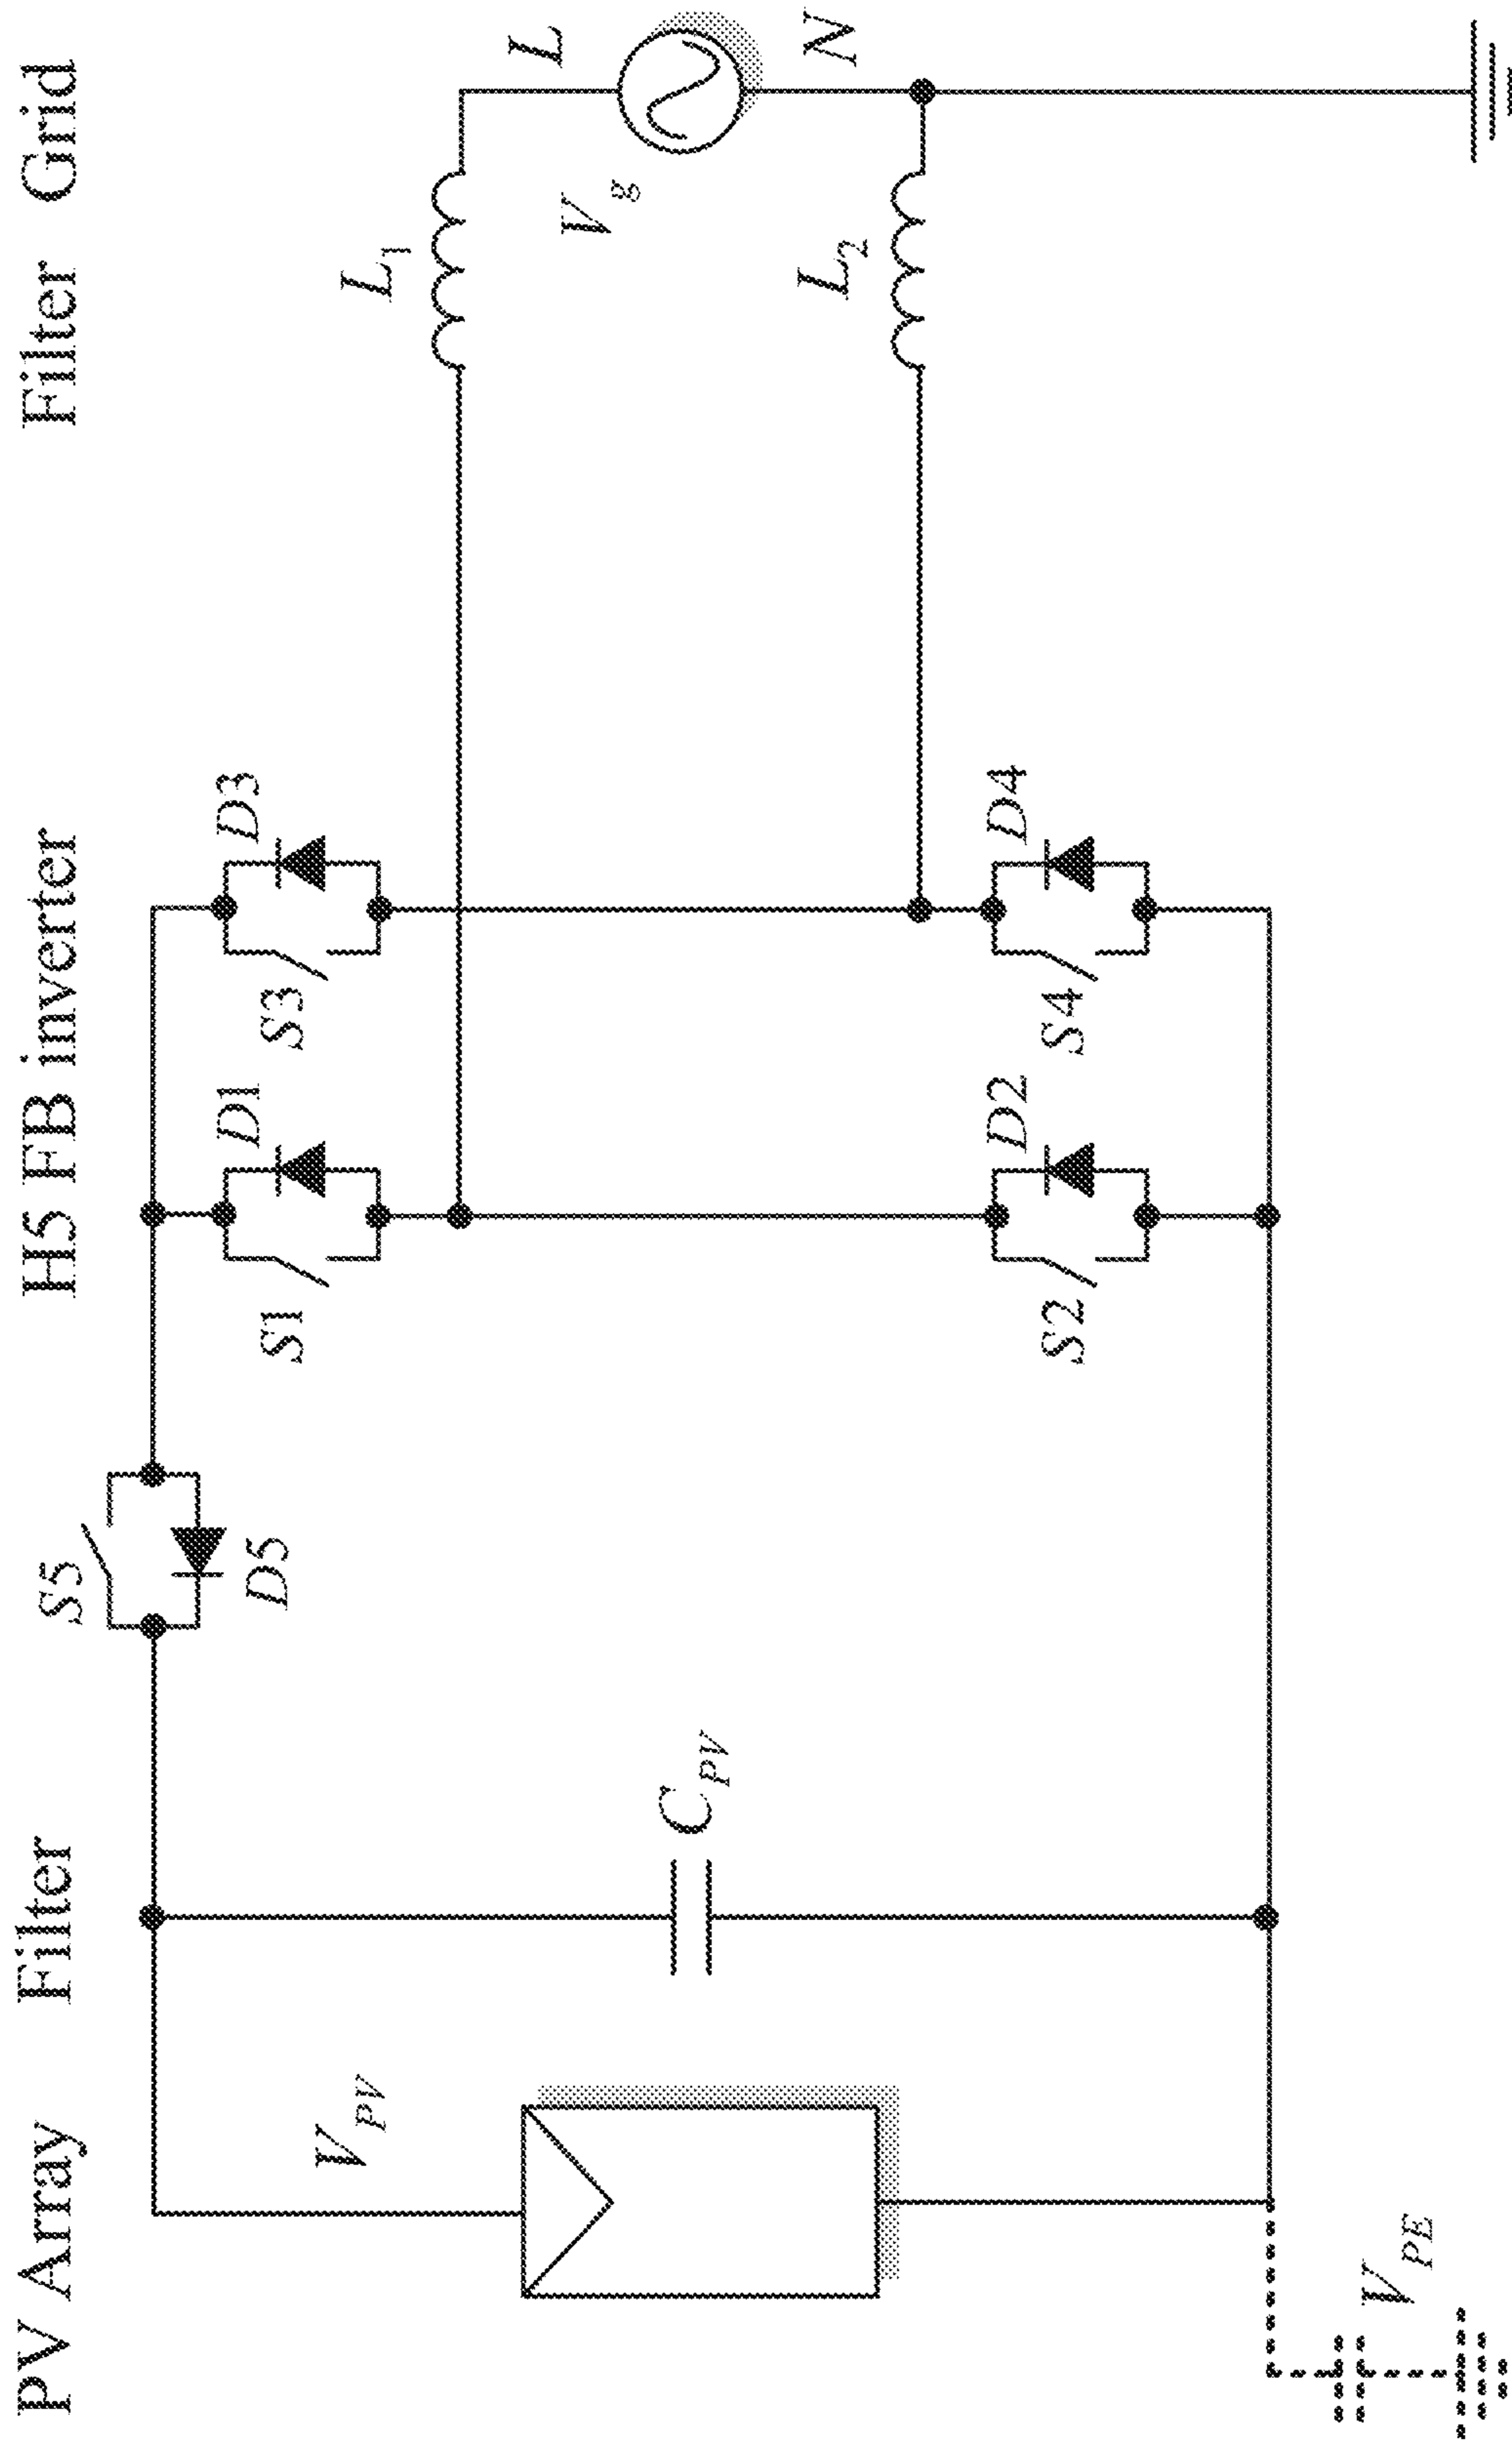 PV Array Filter H5 FB inverter Filter Grid
S5
D5
S1
D1
S3
D3
V_PV
C_PV
L_1
L
V_g
L_2
N
S2
D2
S4
D4
V_PE